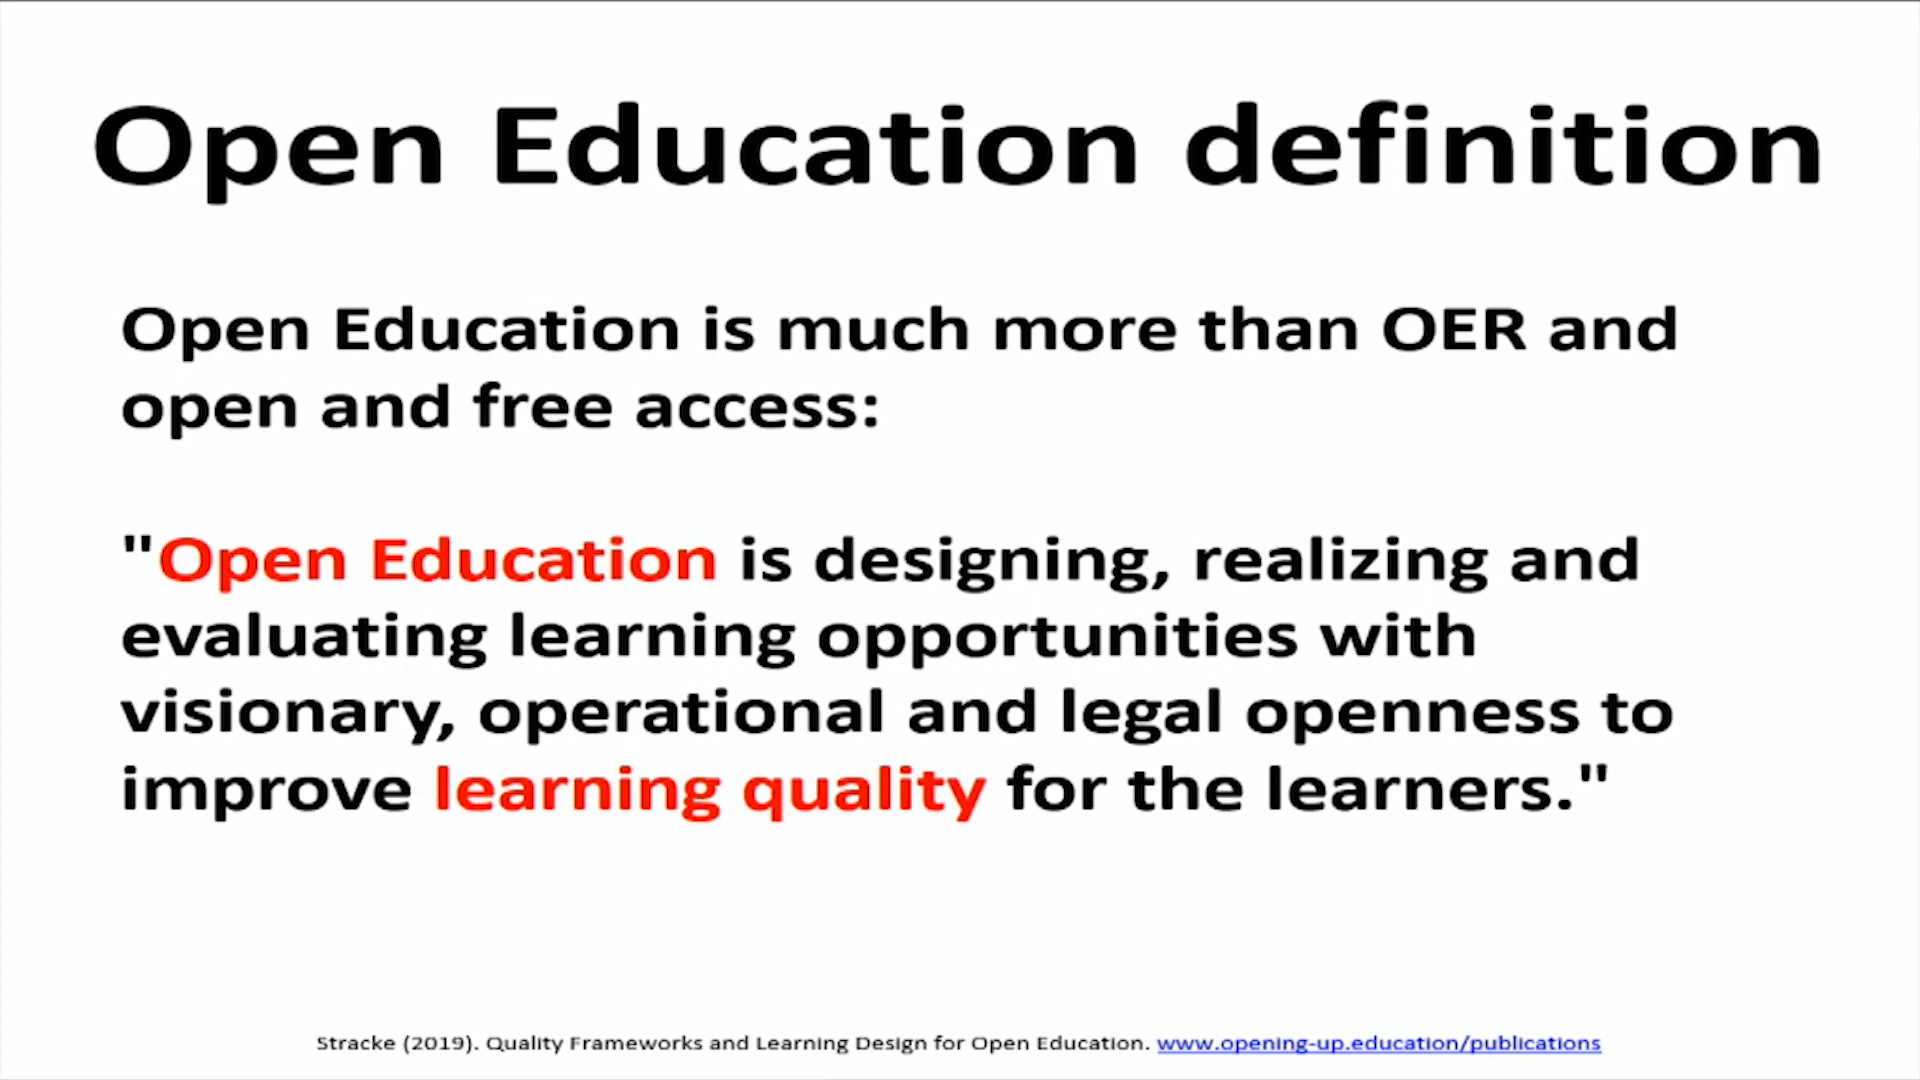 Open Education definition
Open Education is much more than OER and
open and free access:
"Open Education is designing, realizing and
evaluating learning opportunities with
visionary, operational and legal openness to
improve learning quality for the learners."
Stracke (2019). Quality Frameworks and Learning Design for Open Education. www.opening-up.education/publications